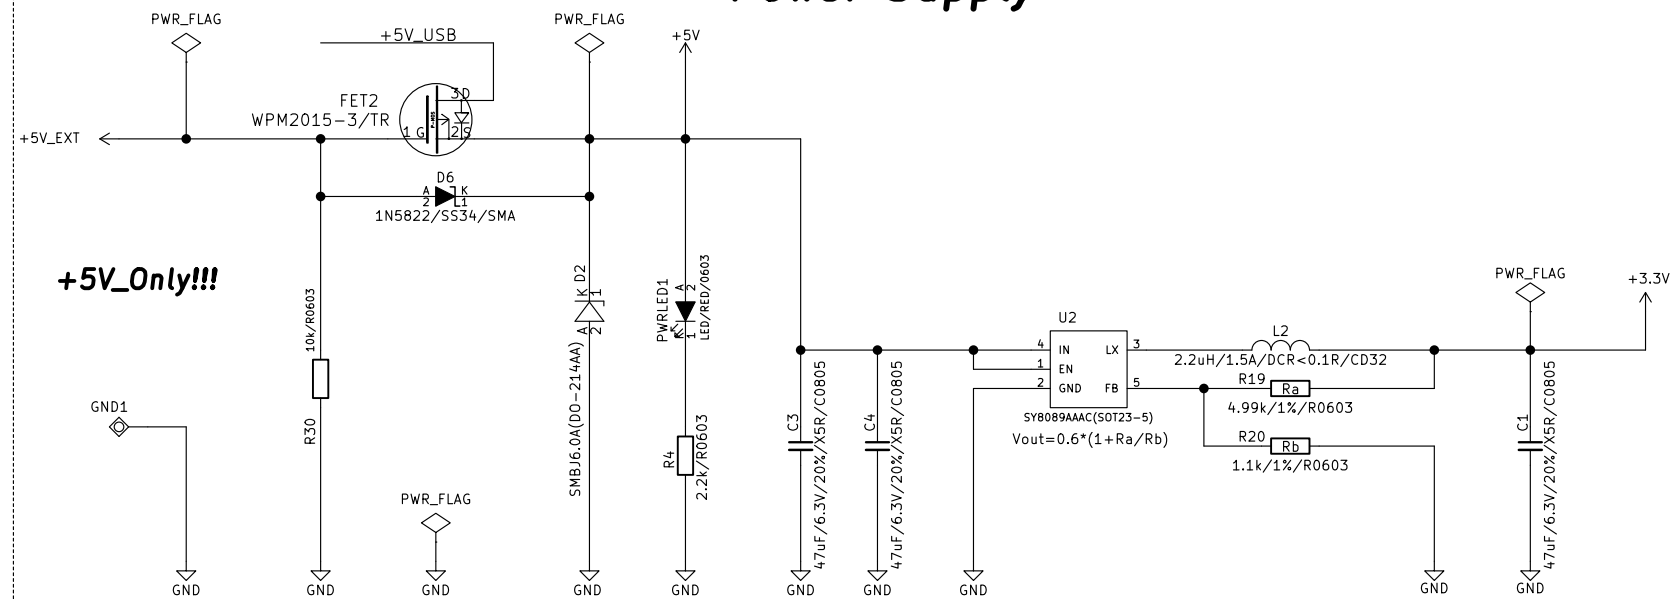 Power Supply
PWR_FLAG
+5V_USB
PWR_FLAG
+5V
FET2
WPM2015-3/TR
3 D
P-MOS
1 G
2 S
+5V_EXT
D6
A
2
K
1
1N5822/SS34/SMA
+5V_Only!!!
10k/R0603
R30
GND1
PWR_FLAG
D2
K
1
A
2
SMBJ6.0A(DO-214AA)
PWRLED1
A
2
K
1
LED/RED/0603
R4
2.2k/R0603
C3
47uF/6.3V/20%/X5R/C0805
C4
47uF/6.3V/20%/X5R/C0805
U2
4 IN
1 EN
2 GND
LX 3
FB 5
SY8089AAAC(SOT23-5)
Vout=0.6*(1+Ra/Rb)
L2
2.2uH/1.5A/DCR<0.1R/CD32
R19
Ra
4.99k/1%/R0603
R20
Rb
1.1k/1%/R0603
PWR_FLAG
+3.3V
C1
47uF/6.3V/20%/X5R/C0805
GND
GND
GND
GND
GND
GND
GND
GND
GND
GND